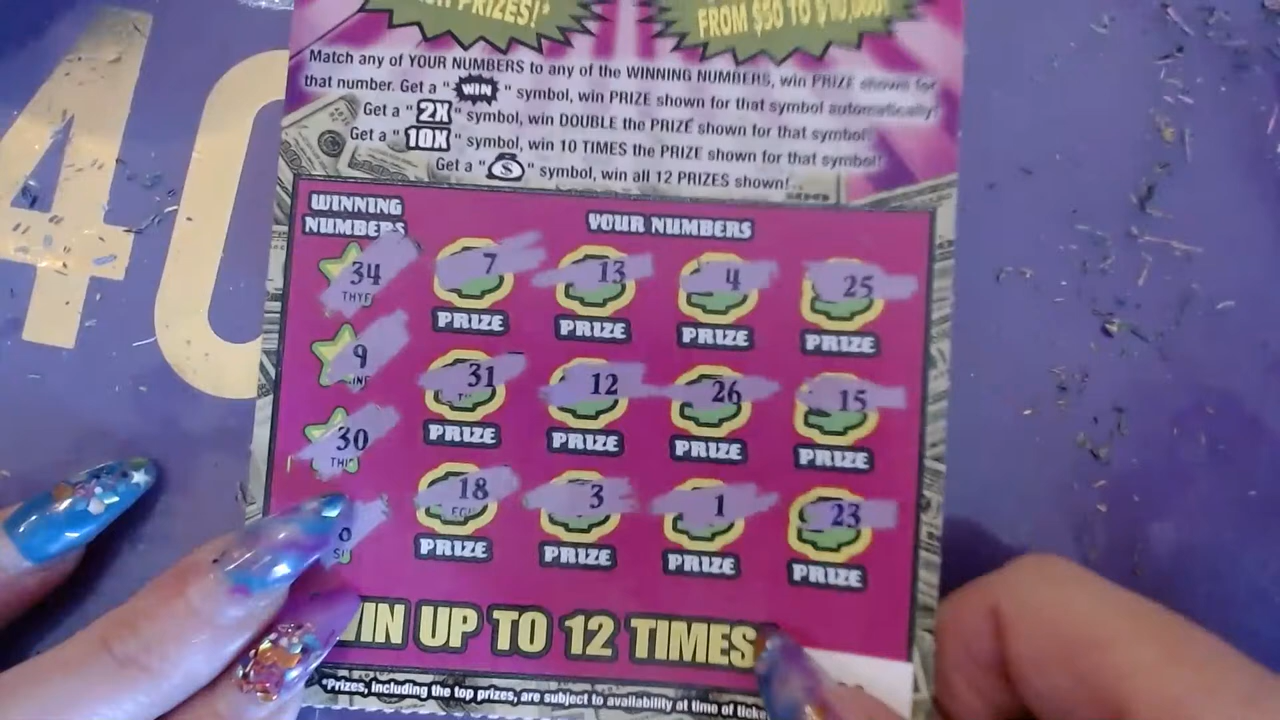 40
PRIZES!*
FROM $50 TO $10,000!
Match any of YOUR NUMBERS to any of the WINNING NUMBERS, win PRIZE shown for
that number. Get a "WIN" symbol, win PRIZE shown for that symbol automatically!
Get a "2X" symbol, win DOUBLE the PRIZE shown for that symbol!
Get a "10X" symbol, win 10 TIMES the PRIZE shown for that symbol!
Get a "$" symbol, win all 12 PRIZES shown!
WINNING
NUMBERS
YOUR NUMBERS
34 7 13 4 25
PRIZE PRIZE PRIZE PRIZE
9 31 12 26 15
PRIZE PRIZE PRIZE PRIZE
30 18 3 1 23
PRIZE PRIZE PRIZE PRIZE
WIN UP TO 12 TIMES
*Prizes, including the top prizes, are subject to availability at time of